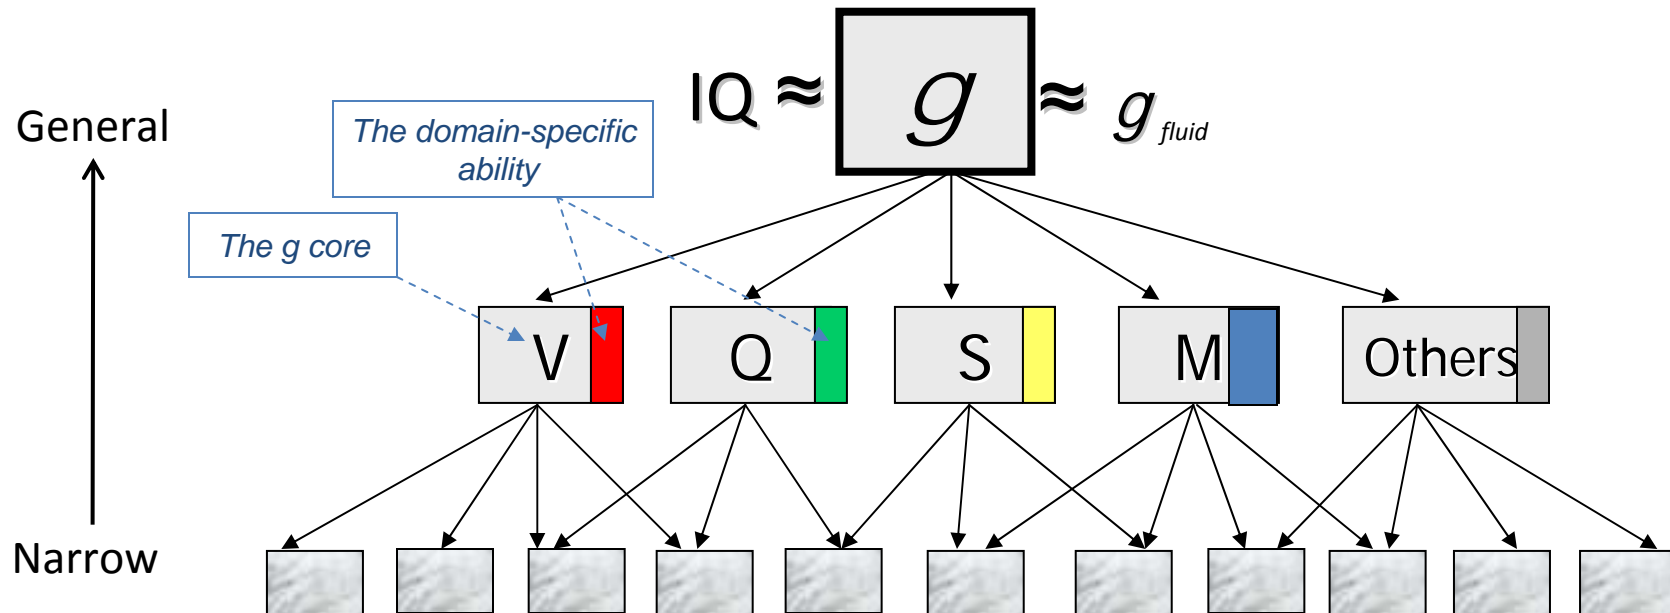 IQ ≈ g ≈ g fluid
General
The domain-specific
ability
The g core
V Q S M Others
Narrow